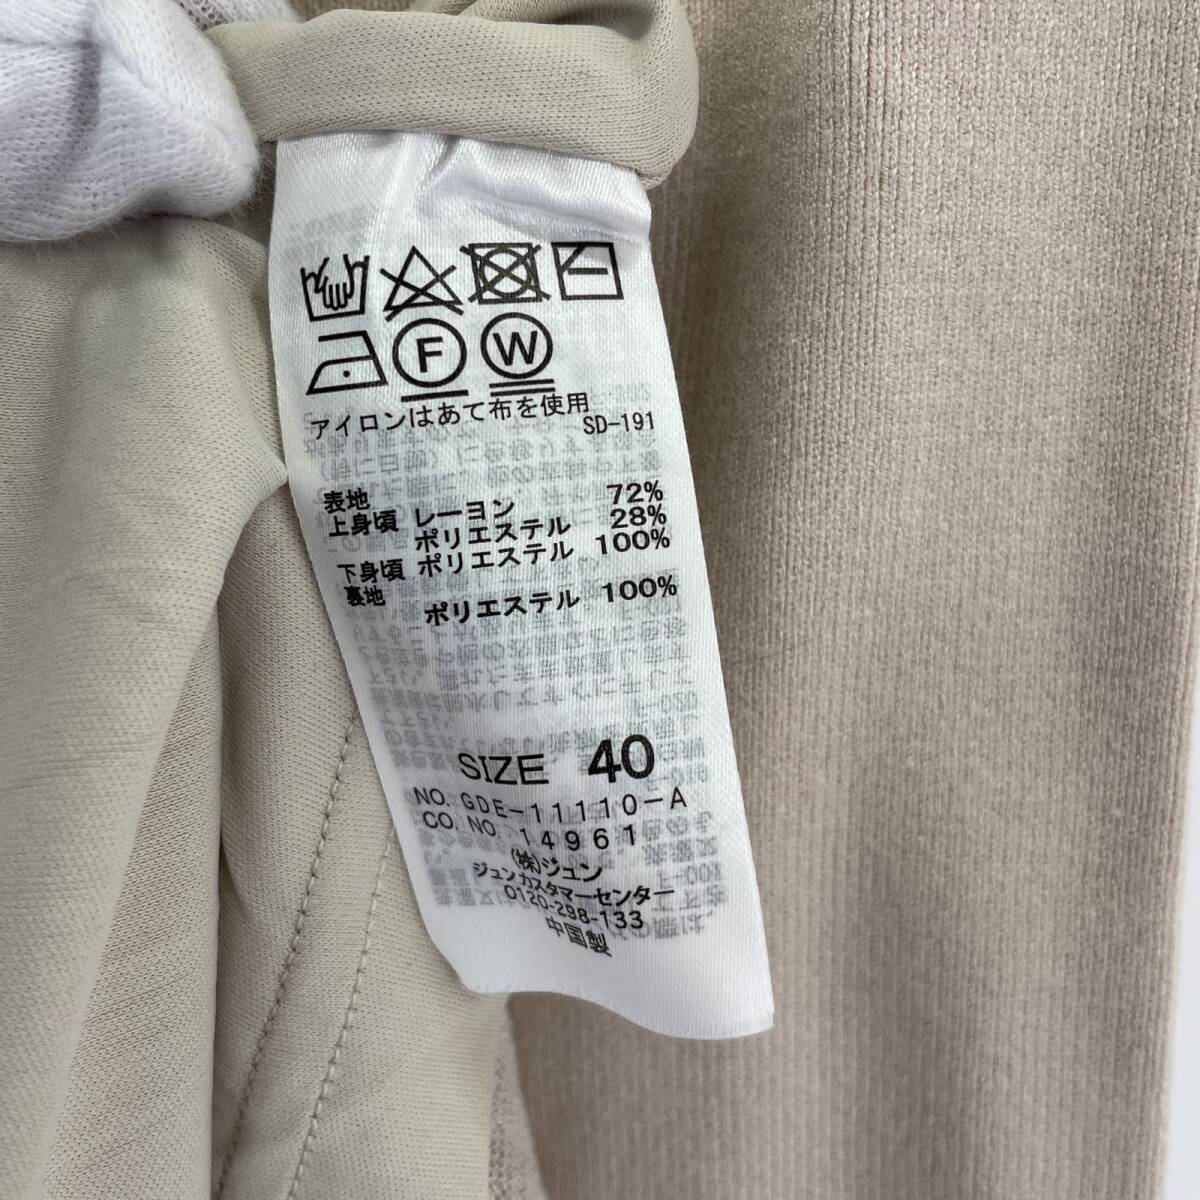 F W
アイロンはあて布を使用
SD-191
表地
上身頃 レーヨン 72%
ポリエステル 28%
下身頃 ポリエステル 100%
裏地
ポリエステル 100%
SIZE 40
NO. GDE-11110-A
CO. NO. 14961
(株)ジュン
ジュンカスタマーセンター
0120-298-133
中国製